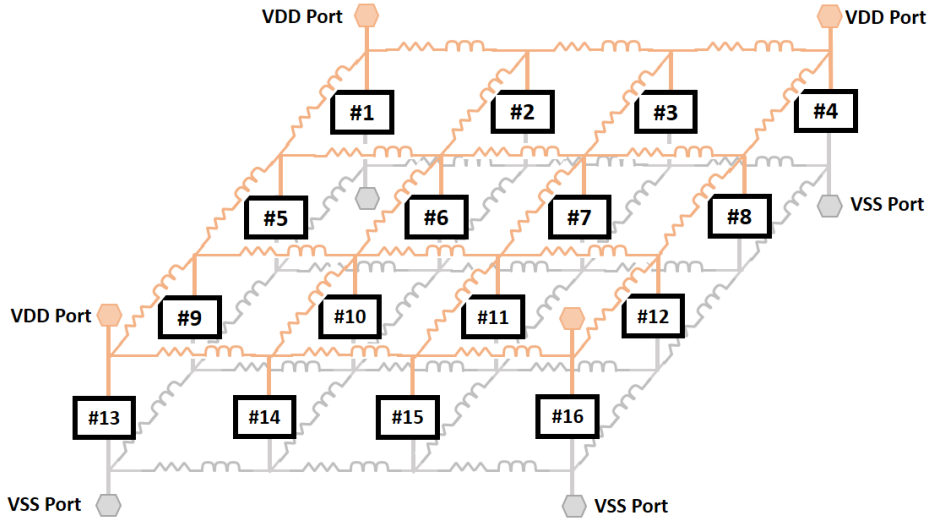 VDD Port
VDD Port
#1
#2
#3
#4
#5
#6
#7
#8
VSS Port
#9
#10
#11
#12
VDD Port
#13
#14
#15
#16
VSS Port
VSS Port